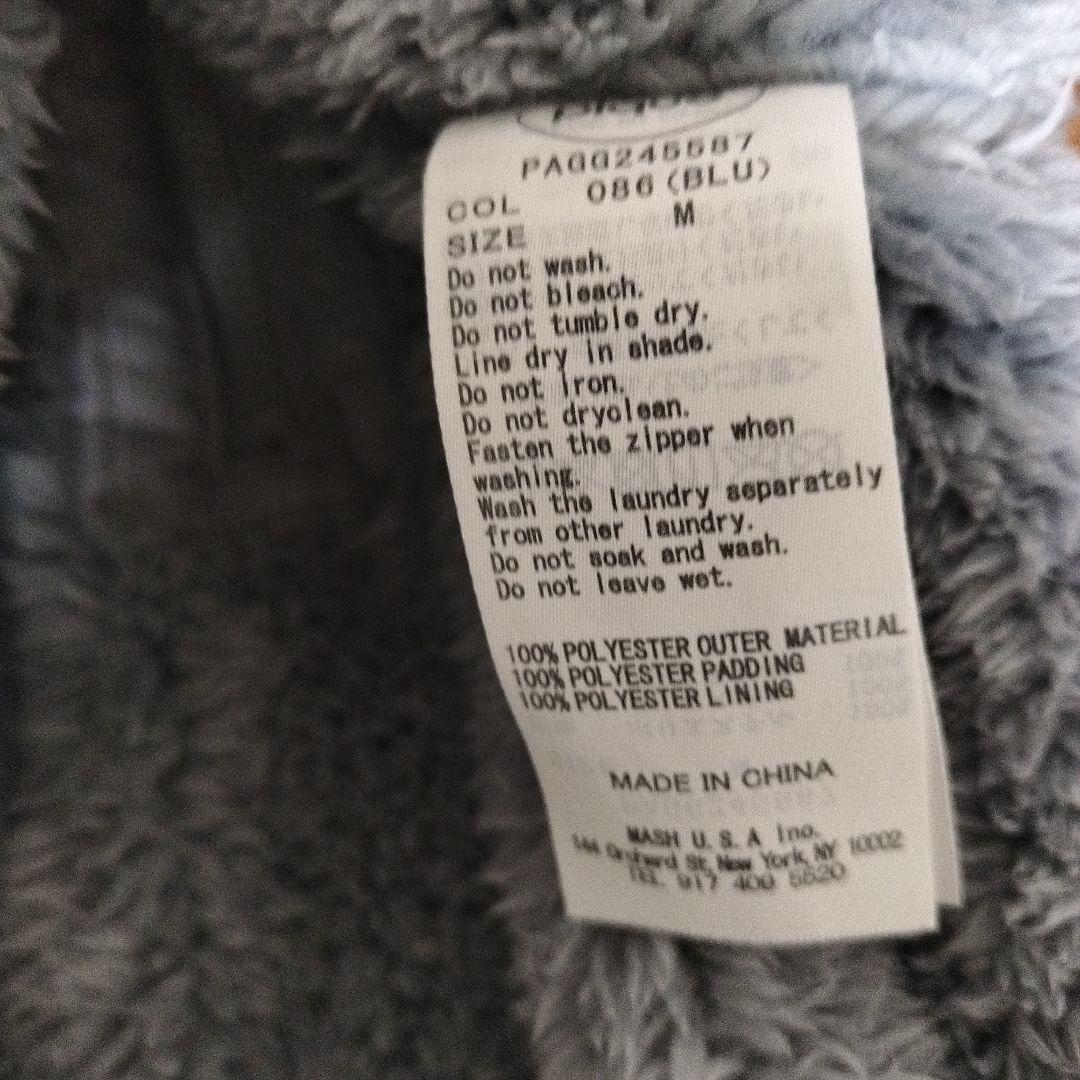 PAGG245587
COL 086 (BLU)
SIZE M
Do not wash.
Do not bleach.
Do not tumble dry.
Line dry in shade.
Do not iron.
Do not dryclean.
Fasten the zipper when
washing.
Wash the laundry separately
from other laundry.
Do not soak and wash.
Do not leave wet.
100% POLYESTER OUTER MATERIAL
100% POLYESTER PADDING
100% POLYESTER LINING
MADE IN CHINA
MASH U. S. A Inc.
144 Orchard St, New York, NY 10002
TEL 917 409 5520